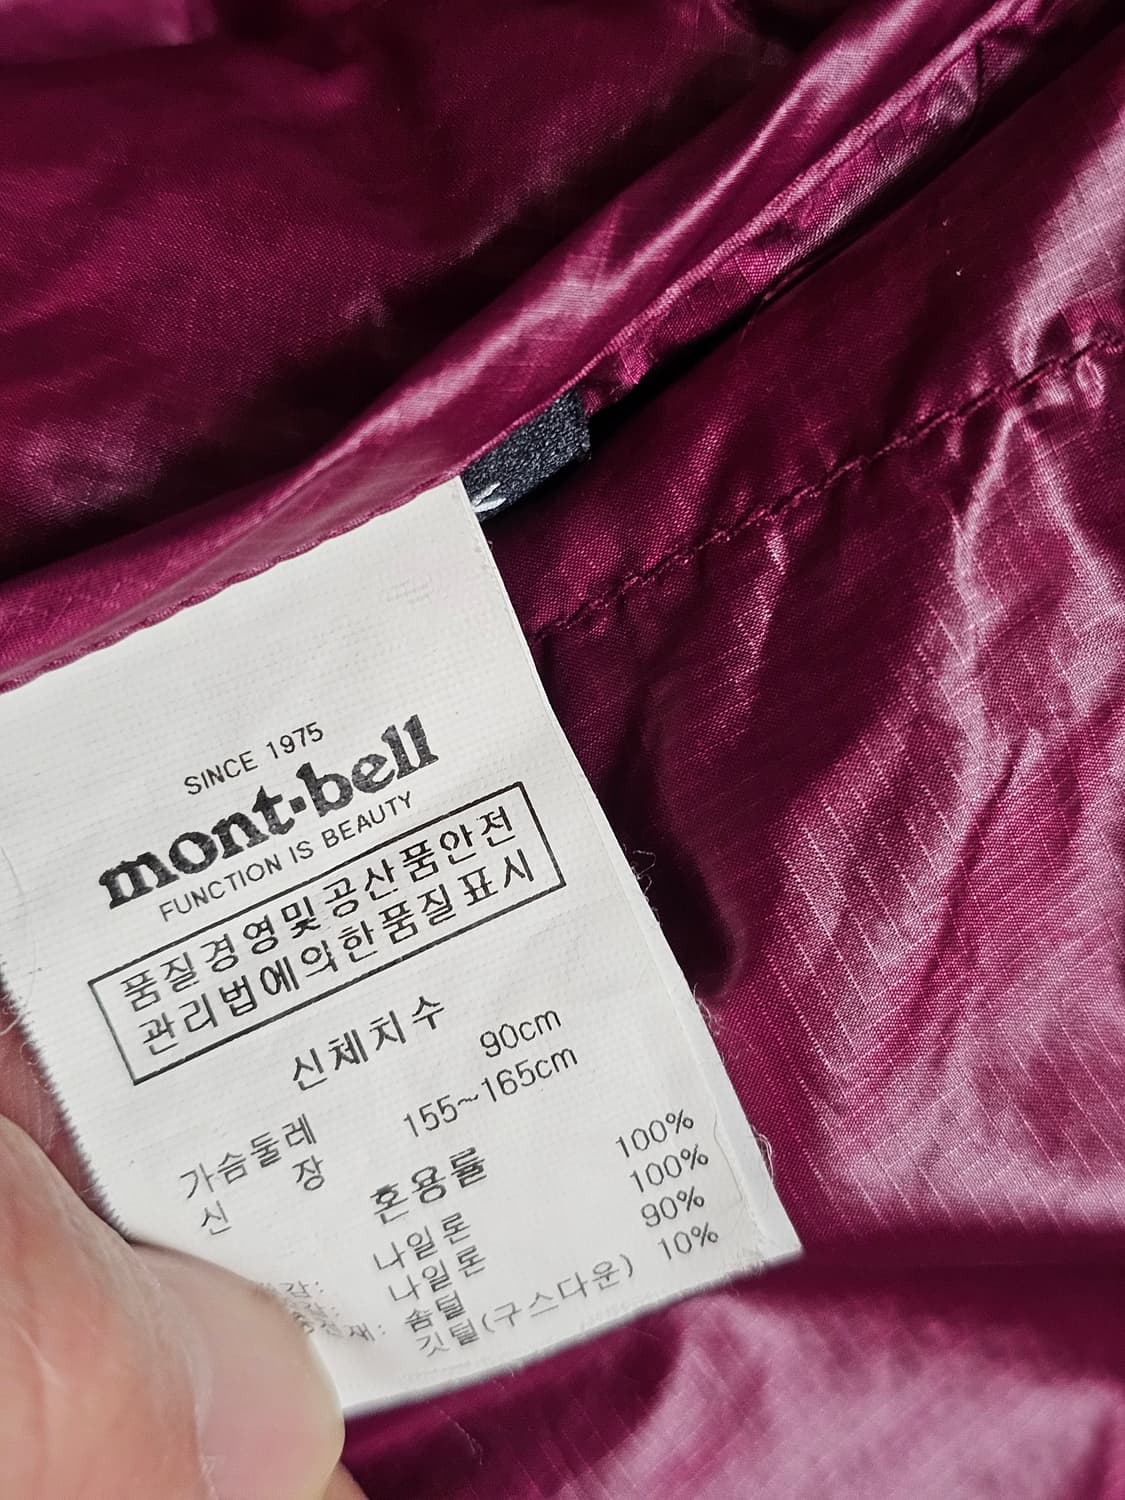 SINCE 1975
mont·bell
FUNCTION IS BEAUTY
품질경영및공산품안전
관리법에의한품질표시
신체치수
가슴둘레 90cm
신 장 155~165cm
혼용률
나일론 100%
나일론 100%
솜털 90%
깃털(구스다운) 10%